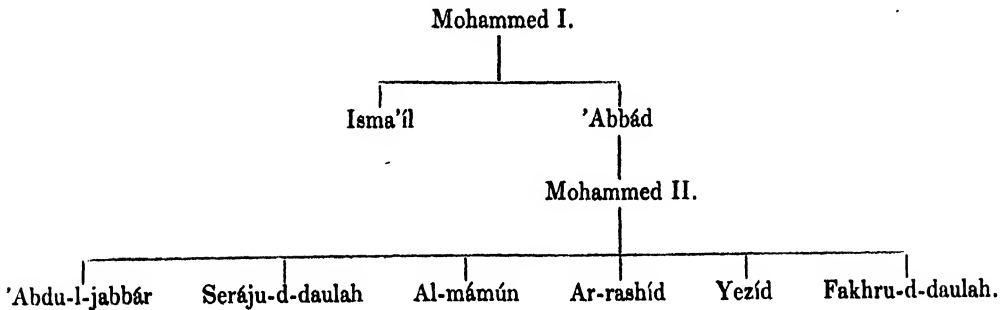 Mohammed I.
Isma'íl 'Abbád
Mohammed II.
'Abdu-l-jabbár Seráju-d-daulah Al-mámún Ar-rashíd Yezíd Fakhru-d-daulah.